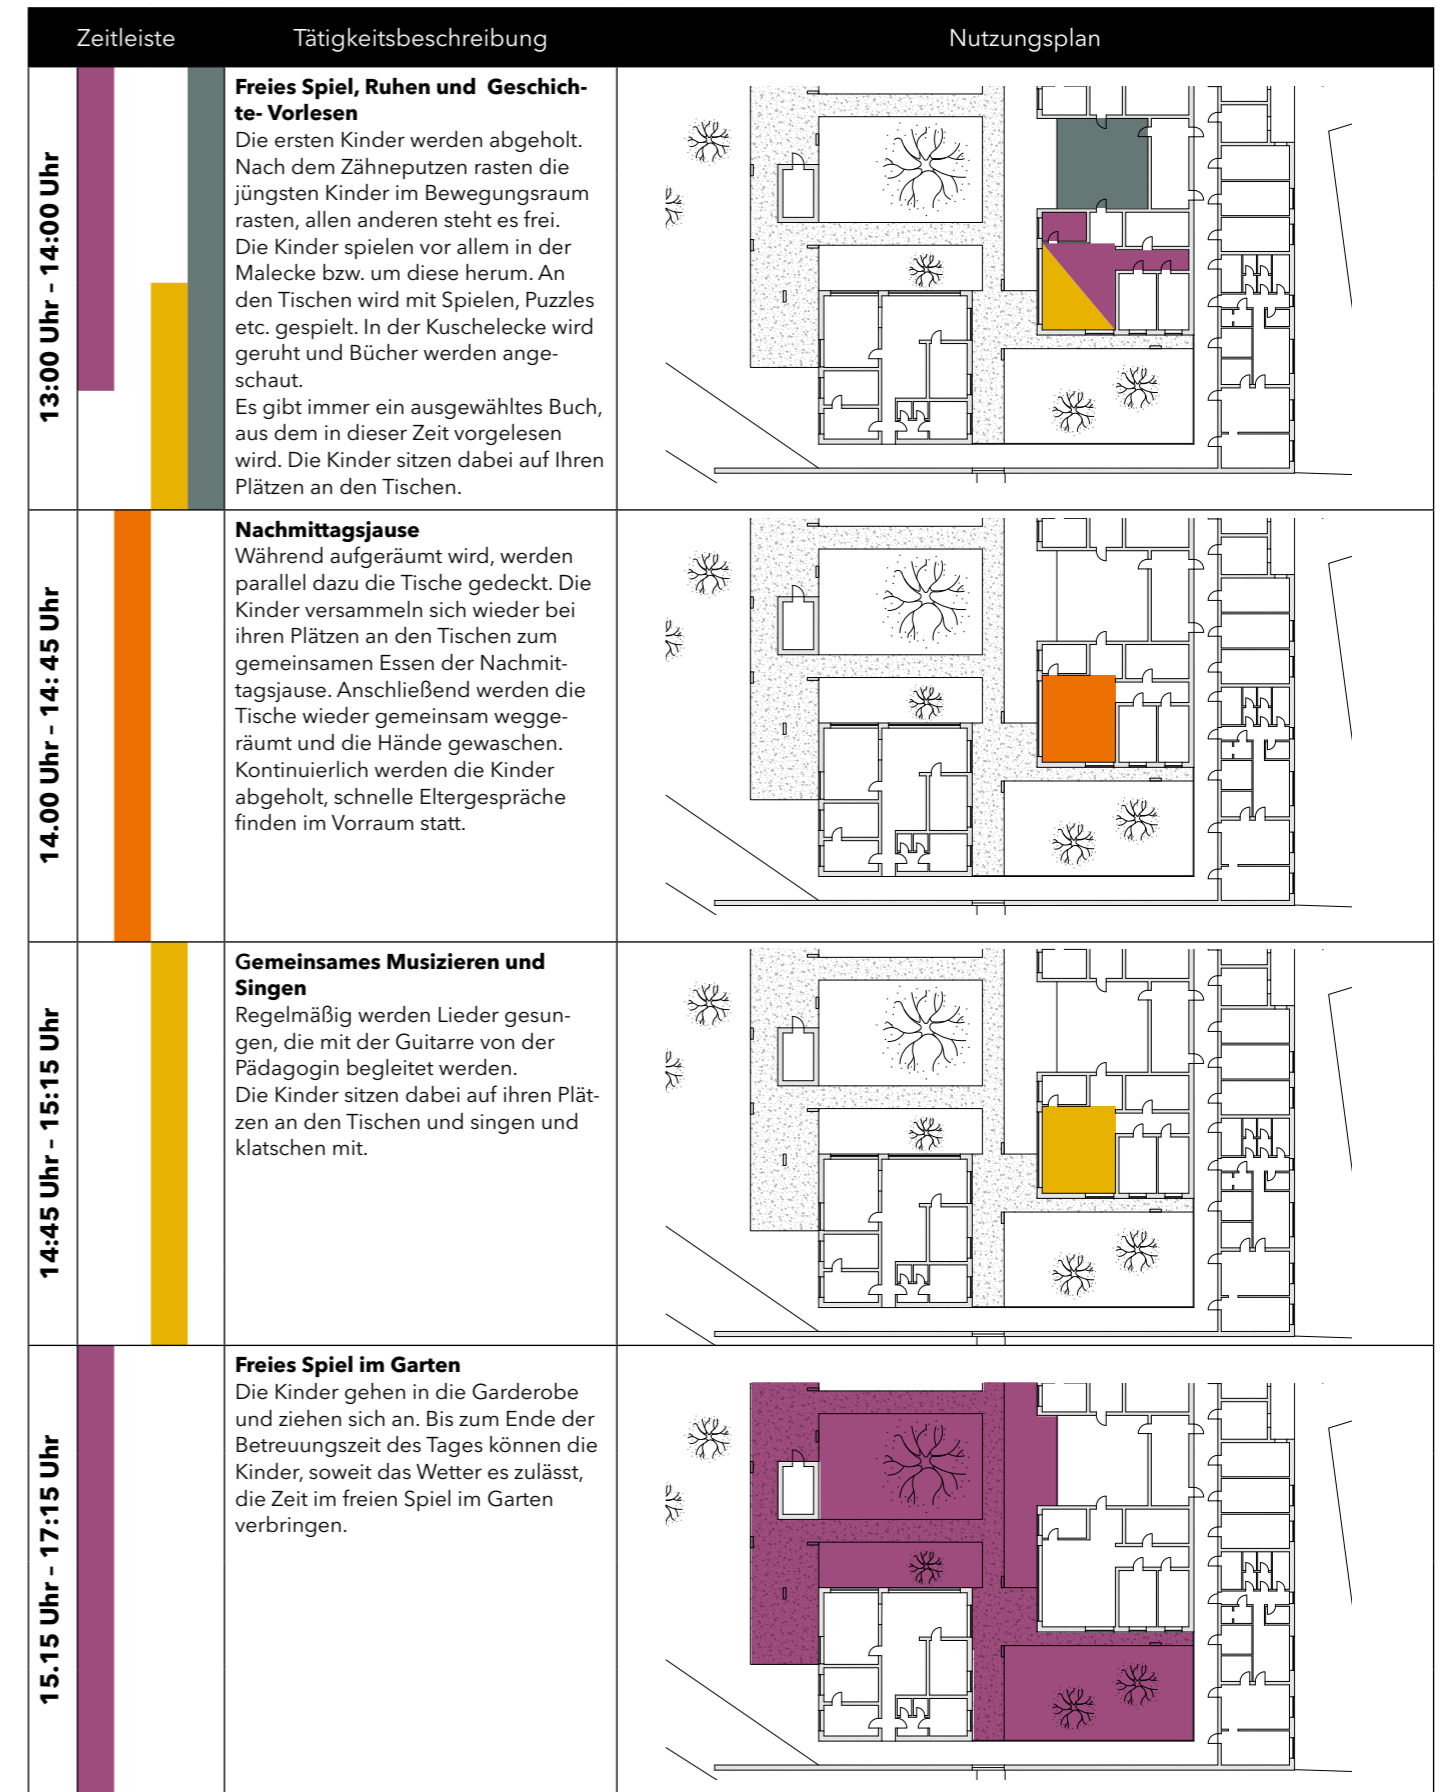 Zeitleiste Tätigkeitsbeschreibung Nutzungsplan
13:00 Uhr – 14:00 Uhr
Freies Spiel, Ruhen und Geschich-
te- Vorlesen
Die ersten Kinder werden abgeholt.
Nach dem Zähneputzen rasten die
jüngsten Kinder im Bewegungsraum
rasten, allen anderen steht es frei.
Die Kinder spielen vor allem in der
Malecke bzw. um diese herum. An
den Tischen wird mit Spielen, Puzzles
etc. gespielt. In der Kuschelecke wird
geruht und Bücher werden ange-
schaut.
Es gibt immer ein ausgewähltes Buch,
aus dem in dieser Zeit vorgelesen
wird. Die Kinder sitzen dabei auf Ihren
Plätzen an den Tischen.
14.00 Uhr – 14: 45 Uhr
Nachmittagsjause
Während aufgeräumt wird, werden
parallel dazu die Tische gedeckt. Die
Kinder versammeln sich wieder bei
ihren Plätzen an den Tischen zum
gemeinsamen Essen der Nachmit-
tagsjause. Anschließend werden die
Tische wieder gemeinsam wegge-
räumt und die Hände gewaschen.
Kontinuierlich werden die Kinder
abgeholt, schnelle Eltergespräche
finden im Vorraum statt.
14:45 Uhr – 15:15 Uhr
Gemeinsames Musizieren und
Singen
Regelmäßig werden Lieder gesun-
gen, die mit der Guitarre von der
Pädagogin begleitet werden.
Die Kinder sitzen dabei auf ihren Plät-
zen an den Tischen und singen und
klatschen mit.
15.15 Uhr – 17:15 Uhr
Freies Spiel im Garten
Die Kinder gehen in die Garderobe
und ziehen sich an. Bis zum Ende der
Betreuungszeit des Tages können die
Kinder, soweit das Wetter es zulässt,
die Zeit im freien Spiel im Garten
verbringen.